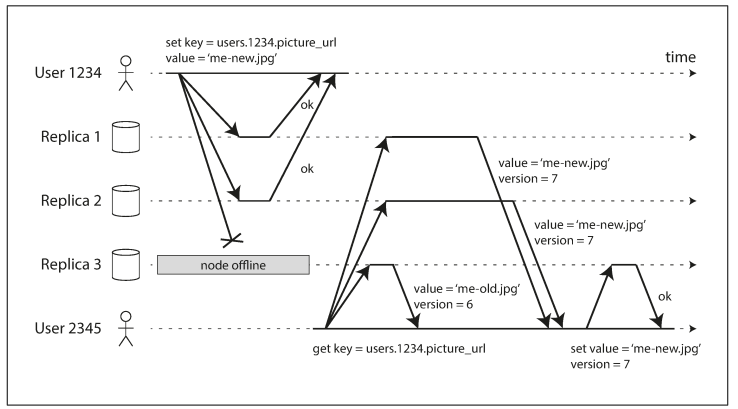 set key = users.1234.picture_url
value = 'me-new.jpg'
time
User 1234
ok
Replica 1
ok
value = 'me-new.jpg'
version = 7
Replica 2
value = 'me-new.jpg'
version = 7
Replica 3
node offline
value = 'me-old.jpg'
version = 6
ok
User 2345
get key = users.1234.picture_url
set value = 'me-new.jpg'
version = 7